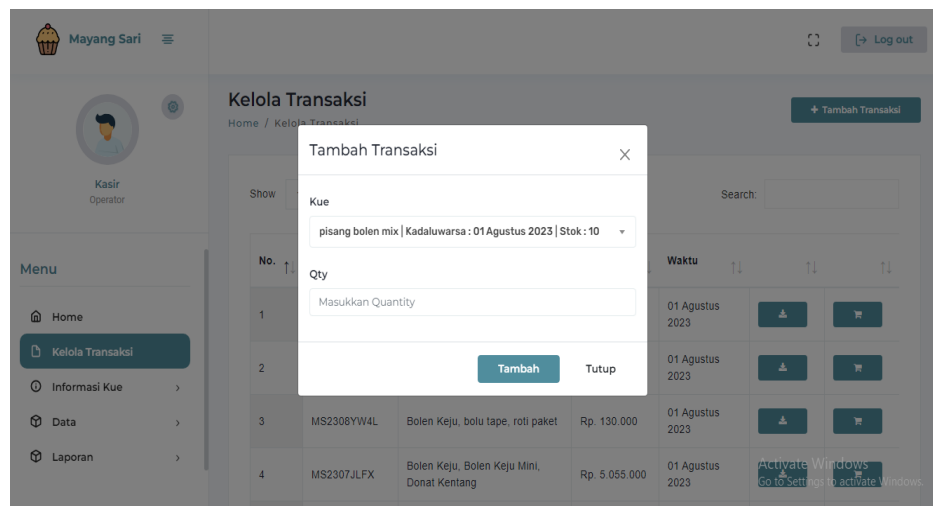 Mayang Sari
Log out
Kasir
Operator
Menu
Home
Kelola Transaksi
Informasi Kue
Data
Laporan
Kelola Transaksi
Home / Kelola Transaksi
+ Tambah Transaksi
Show
Search:
Tambah Transaksi
X
Kue
pisang bolen mix | Kadaluwarsa : 01 Agustus 2023 | Stok : 10
Qty
Masukkan Quantity
Tambah Tutup
No. Waktu
1 01 Agustus
2023
2 01 Agustus
2023
3 MS2308YW4L Bolen Keju, bolu tape, roti paket Rp. 130.000 01 Agustus
2023
4 MS2307JLFX Bolen Keju, Bolen Keju Mini,
Donat Kentang Rp. 5.055.000 01 Agustus
2023
Activate Windows
Go to Settings to activate Windows.